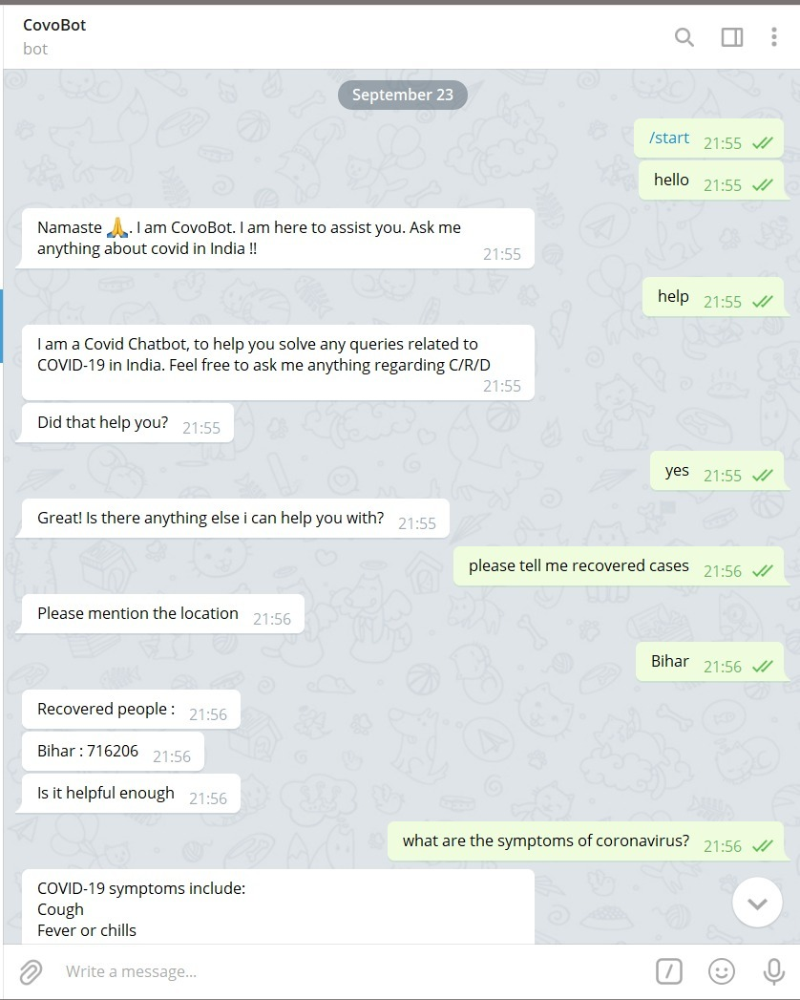 CovoBot
bot
September 23
/start 21:55
hello 21:55
Namaste 🙏. I am CovoBot. I am here to assist you. Ask me
anything about covid in India !! 21:55
help 21:55
I am a Covid Chatbot, to help you solve any queries related to
COVID-19 in India. Feel free to ask me anything regarding C/R/D
21:55
Did that help you? 21:55
yes 21:55
Great! Is there anything else i can help you with? 21:55
please tell me recovered cases 21:56
Please mention the location 21:56
Bihar 21:56
Recovered people : 21:56
Bihar : 716206 21:56
Is it helpful enough 21:56
what are the symptoms of coronavirus? 21:56
COVID-19 symptoms include:
Cough
Fever or chills
Write a message...